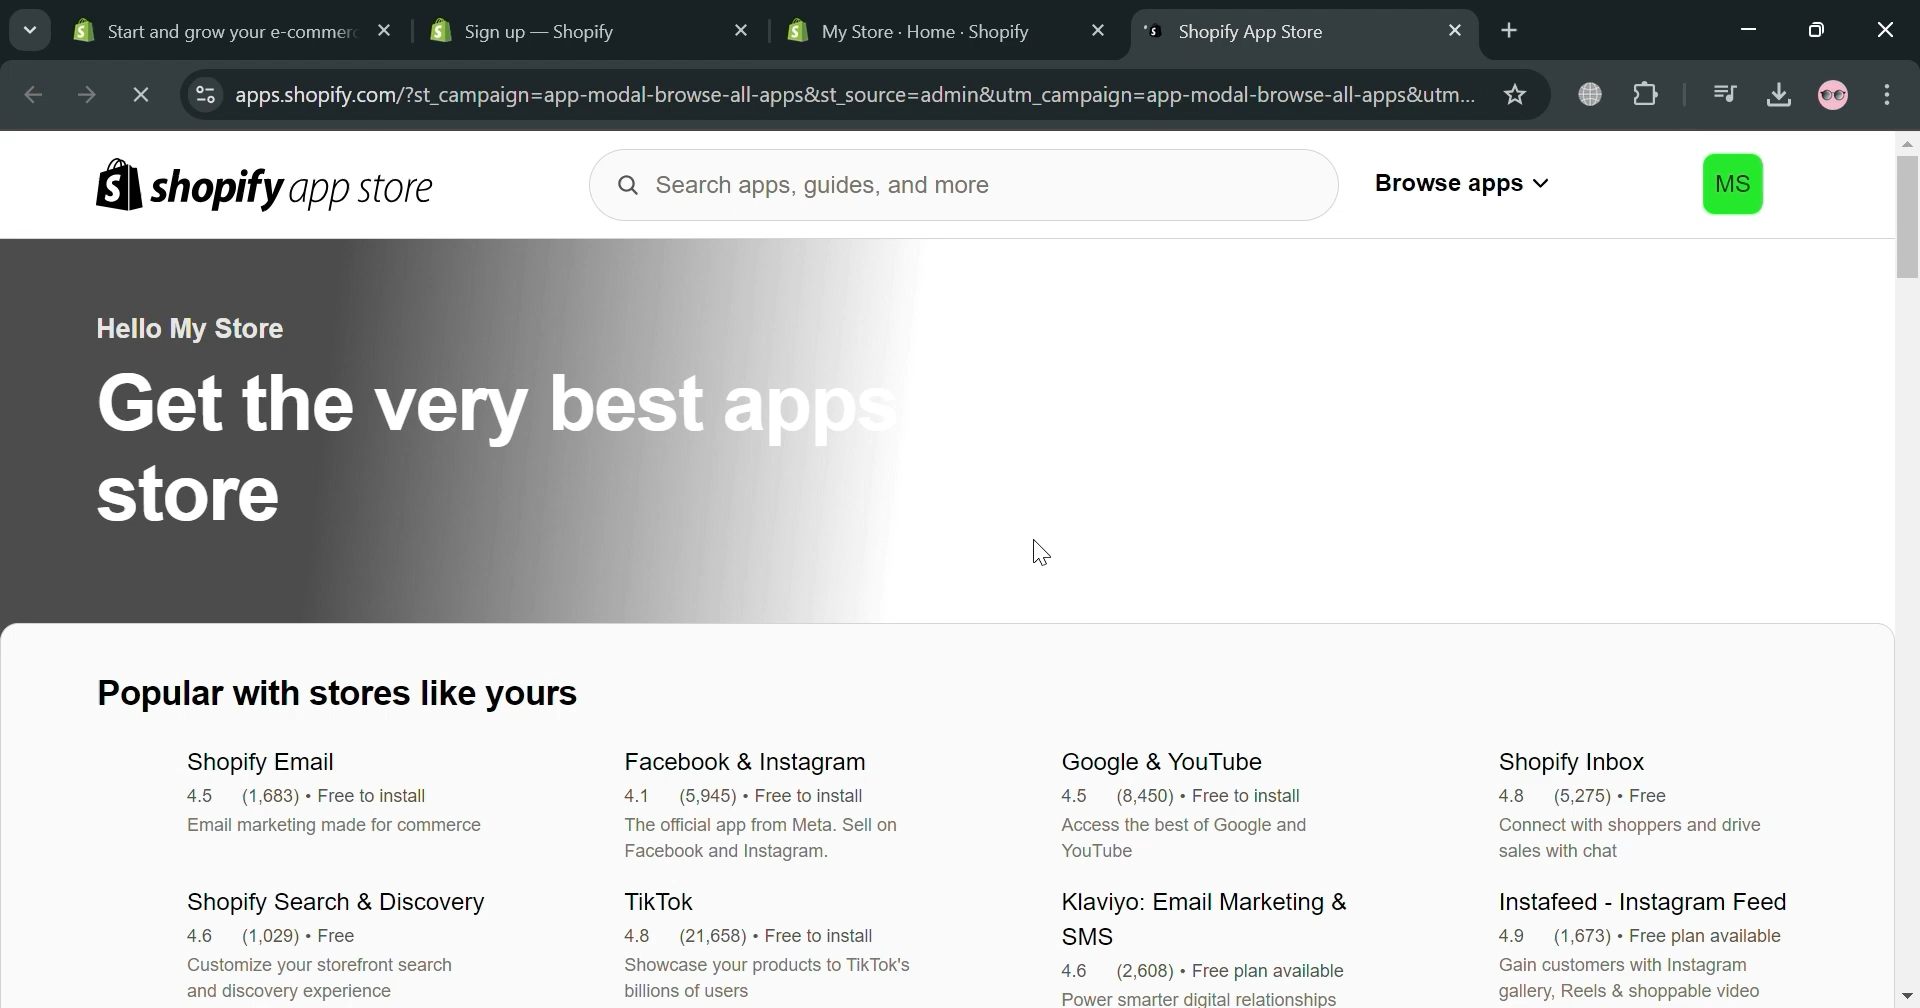 Start and grow your e-commerc
Sign up — Shopify
My Store · Home · Shopify
Shopify App Store
apps.shopify.com/?st_campaign=app-modal-browse-all-apps&st_source=admin&utm_campaign=app-modal-browse-all-apps&utm...
shopify app store
Search apps, guides, and more
Browse apps
MS
Hello My Store
Get the very best apps
store
Popular with stores like yours
Shopify Email
4.5 (1,683) • Free to install
Email marketing made for commerce
Facebook & Instagram
4.1 (5,945) • Free to install
The official app from Meta. Sell on
Facebook and Instagram.
Google & YouTube
4.5 (8,450) • Free to install
Access the best of Google and
YouTube
Shopify Inbox
4.8 (5,275) • Free
Connect with shoppers and drive
sales with chat
Shopify Search & Discovery
4.6 (1,029) • Free
Customize your storefront search
and discovery experience
TikTok
4.8 (21,658) • Free to install
Showcase your products to TikTok's
billions of users
Klaviyo: Email Marketing &
SMS
4.6 (2,608) • Free plan available
Power smarter digital relationships
Instafeed - Instagram Feed
4.9 (1,673) • Free plan available
Gain customers with Instagram
gallery, Reels & shoppable video